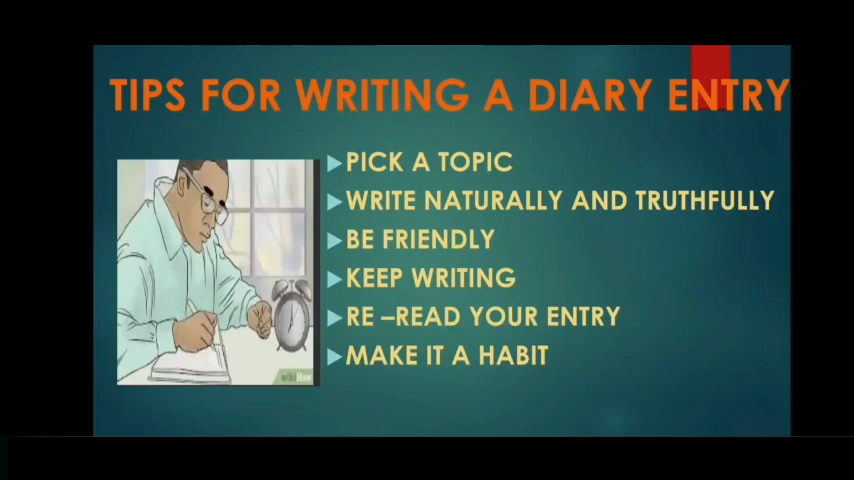 TIPS FOR WRITING A DIARY ENTRY
PICK A TOPIC
WRITE NATURALLY AND TRUTHFULLY
BE FRIENDLY
KEEP WRITING
RE –READ YOUR ENTRY
MAKE IT A HABIT
wikiHow